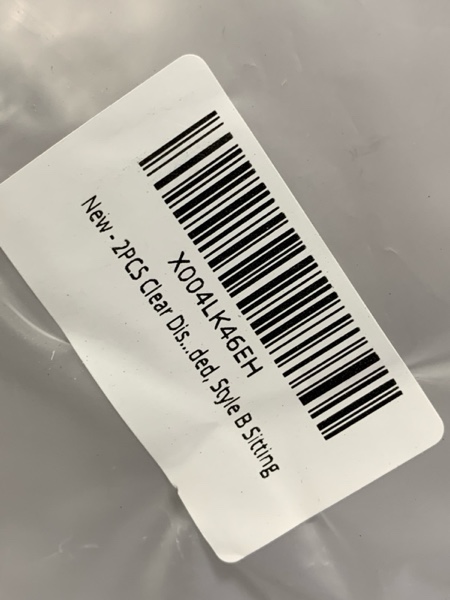 X004LK46EH
New - 2PCS Clear Dis...ded, Style B Sitting